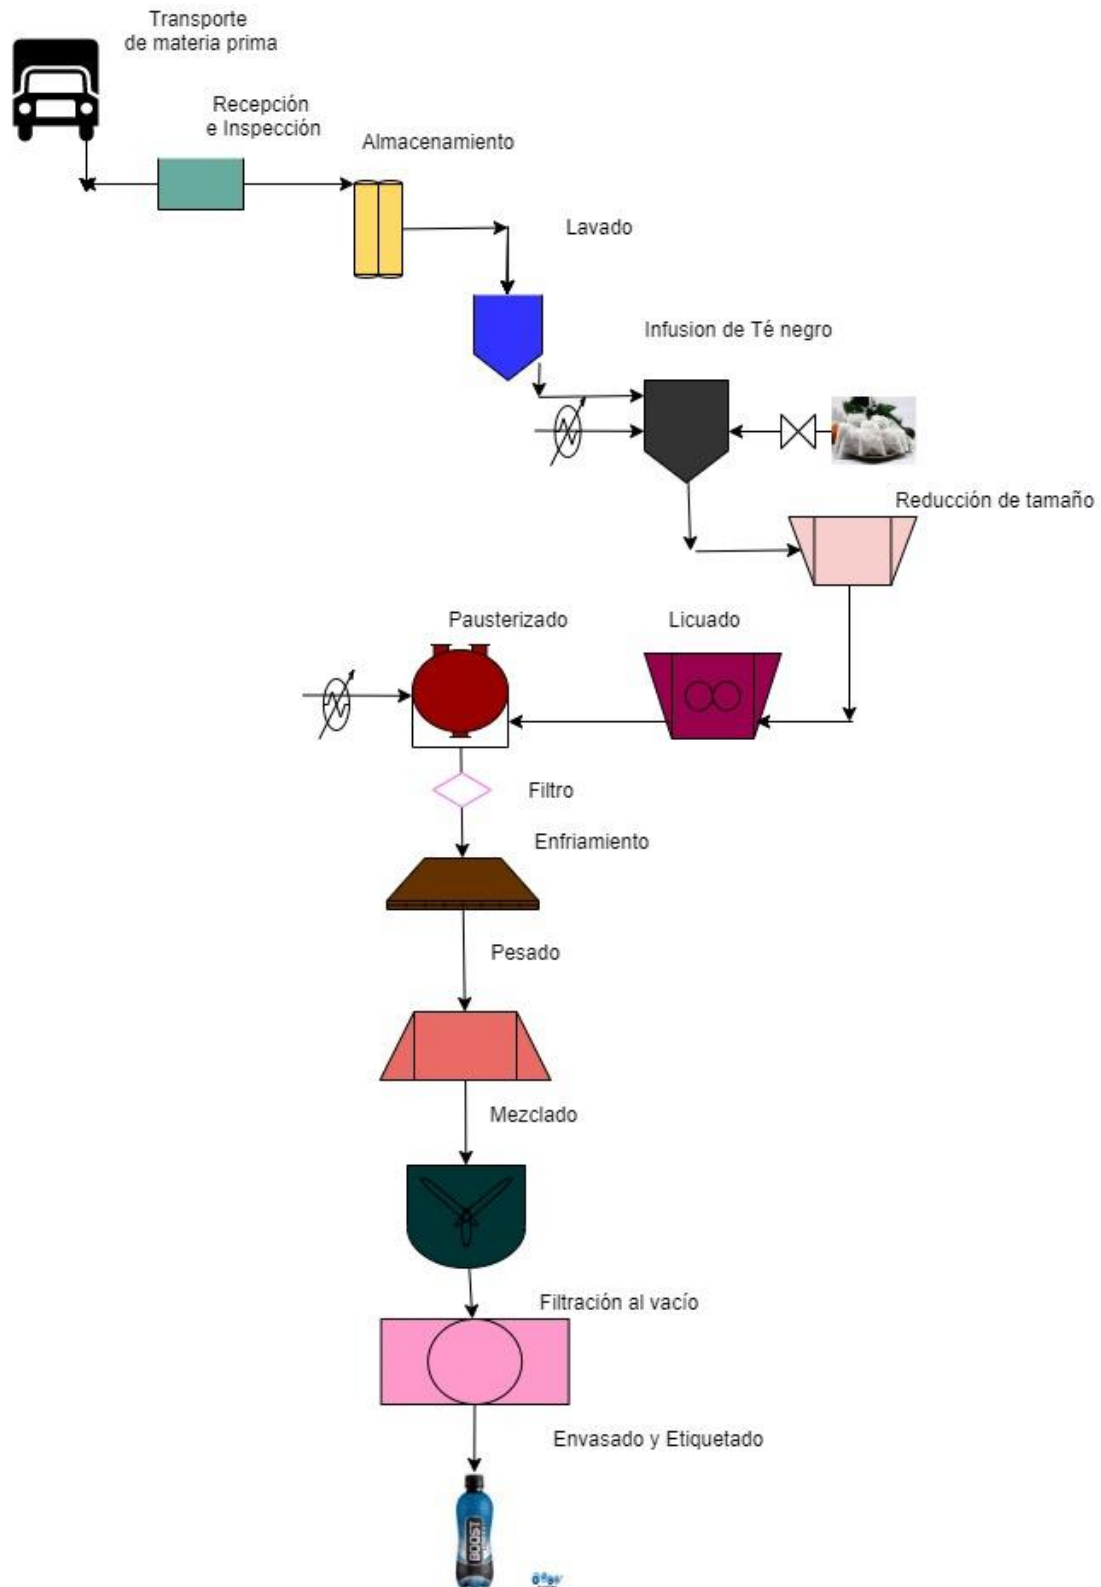 Transporte
de materia prima
Recepción
e Inspección
Almacenamiento
Lavado
Infusion de Té negro
Reducción de tamaño
Pausterizado
Licuado
Filtro
Enfriamiento
Pesado
Mezclado
Filtración al vacío
Envasado y Etiquetado
BOOST